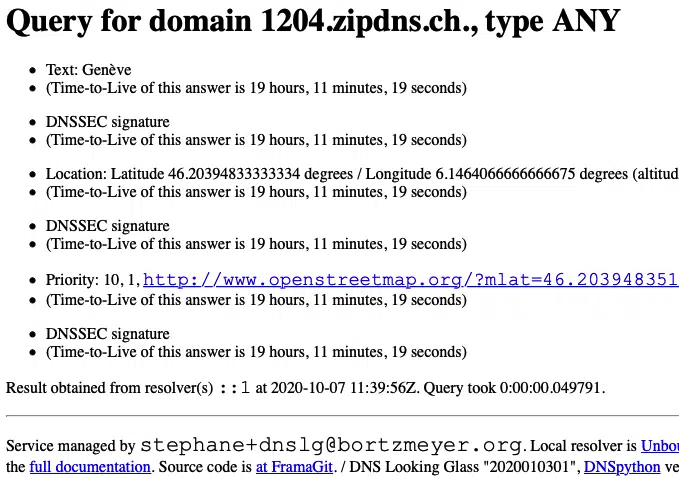 Query for domain 1204.zipdns.ch., type ANY
Text: Genève
(Time-to-Live of this answer is 19 hours, 11 minutes, 19 seconds)
DNSSEC signature
(Time-to-Live of this answer is 19 hours, 11 minutes, 19 seconds)
Location: Latitude 46.20394833333334 degrees / Longitude 6.1464066666666675 degrees (altitud
(Time-to-Live of this answer is 19 hours, 11 minutes, 19 seconds)
DNSSEC signature
(Time-to-Live of this answer is 19 hours, 11 minutes, 19 seconds)
Priority: 10, 1, http://www.openstreetmap.org/?mlat=46.203948351
(Time-to-Live of this answer is 19 hours, 11 minutes, 19 seconds)
DNSSEC signature
(Time-to-Live of this answer is 19 hours, 11 minutes, 19 seconds)
Result obtained from resolver(s) ::1 at 2020-10-07 11:39:56Z. Query took 0:00:00.049791.
Service managed by stephane+dnslg@bortzmeyer.org. Local resolver is Unbou
the full documentation. Source code is at FramaGit. / DNS Looking Glass "2020010301", DNSpython ve